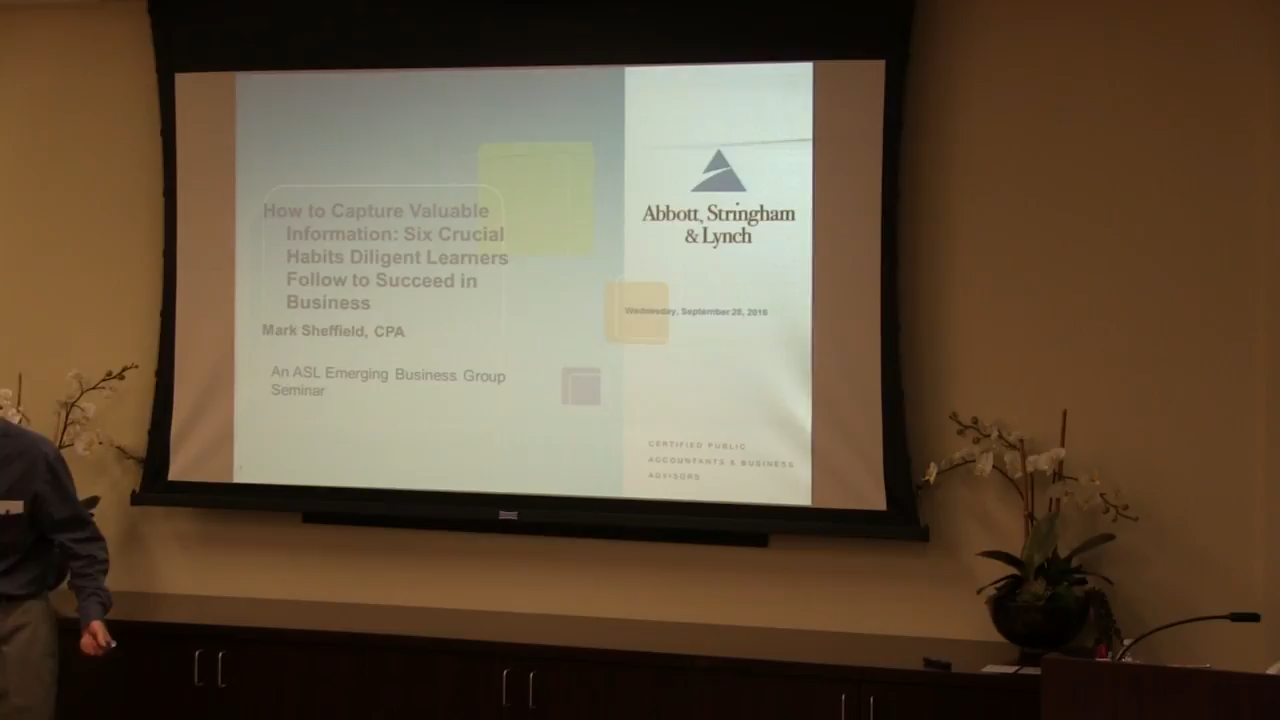 How to Capture Valuable
Information: Six Crucial
Habits Diligent Learners
Follow to Succeed in
Business
Mark Sheffield, CPA
An ASL Emerging Business Group
Seminar
Abbott, Stringham
& Lynch
Wednesday, September 28, 2016
CERTIFIED PUBLIC
ACCOUNTANTS & BUSINESS
ADVISORS